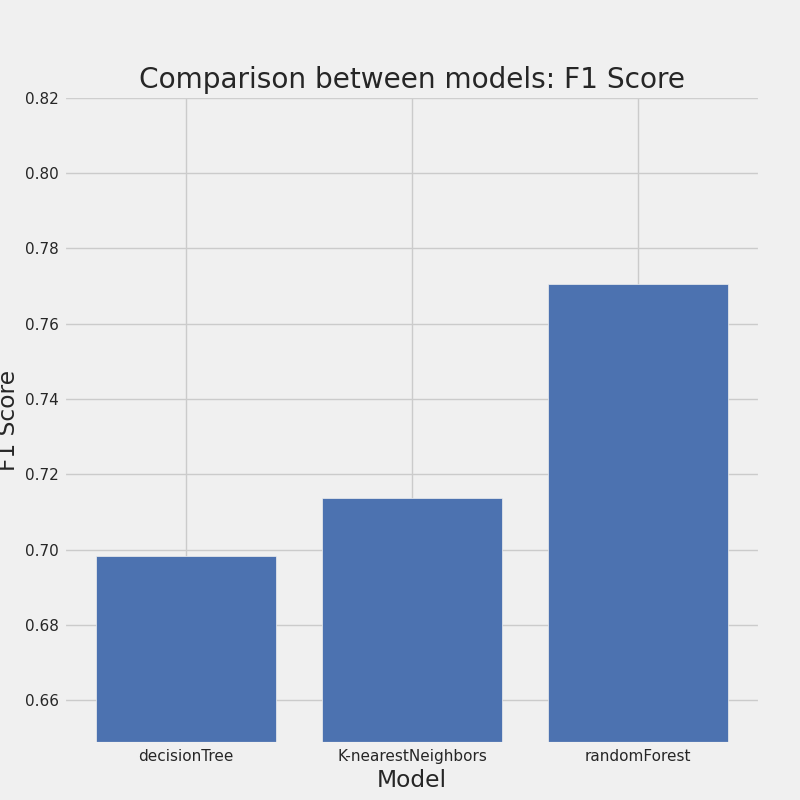 Comparison between models: F1 Score
0.82
0.80
0.78
0.76
0.74
0.72
0.70
0.68
0.66
F1 Score
decisionTree K-nearestNeighbors randomForest
Model